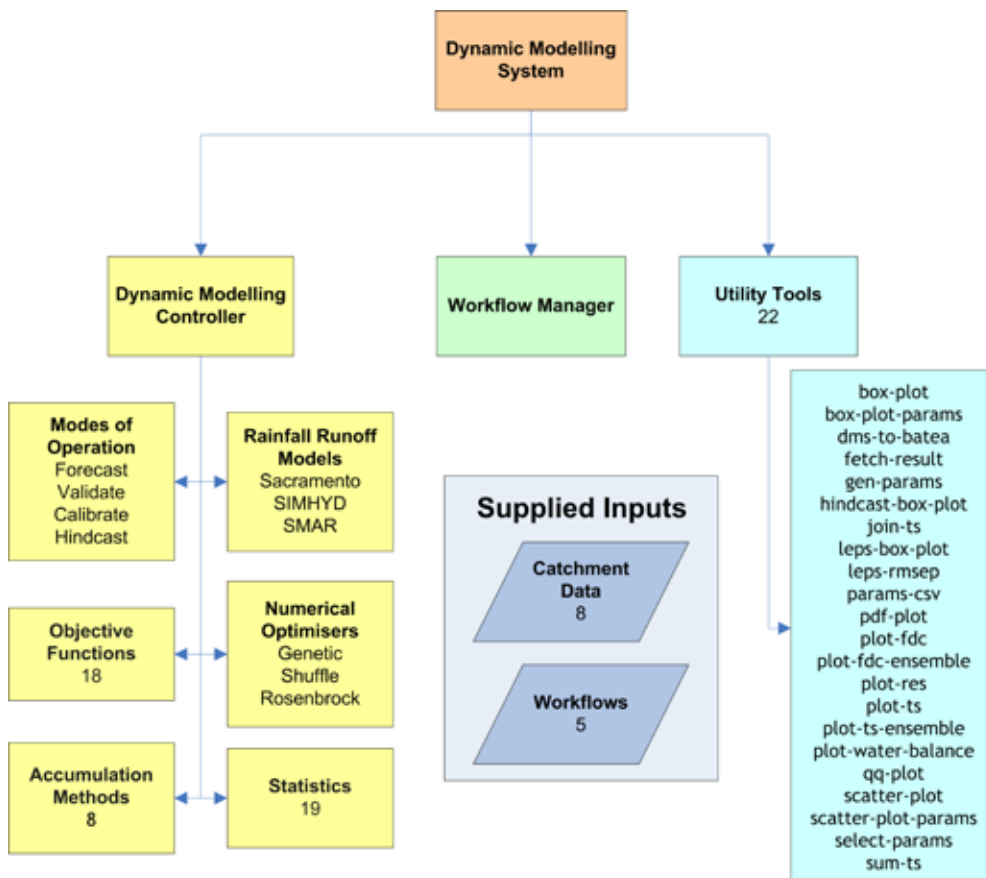 Dynamic Modelling
System
Dynamic Modelling
Controller
Workflow Manager
Utility Tools
22
Modes of
Operation
Forecast
Validate
Calibrate
Hindcast
Rainfall Runoff
Models
Sacramento
SIMHYD
SMAR
Objective
Functions
18
Numerical
Optimisers
Genetic
Shuffle
Rosenbrock
Accumulation
Methods
8
Statistics
19
Supplied Inputs
Catchment
Data
8
Workflows
5
box-plot
box-plot-params
dms-to-batea
fetch-result
gen-params
hindcast-box-plot
join-ts
leps-box-plot
leps-rmsep
params-csv
pdf-plot
plot-fdc
plot-fdc-ensemble
plot-res
plot-ts
plot-ts-ensemble
plot-water-balance
qq-plot
scatter-plot
scatter-plot-params
select-params
sum-ts